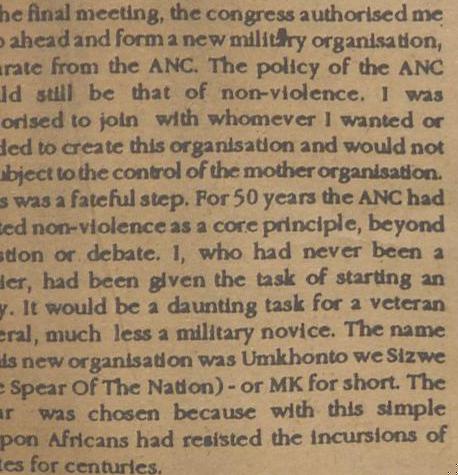 he final meeting, the congress authorised me
o ahead and form a new military organisation,
arate from the ANC. The policy of the ANC
ld still be that of non-violence. I was
orised to join with whomever I wanted or
ded to create this organisation and would not
ubject to the control of the mother organisation.
s was a fateful step. For 50 years the ANC had
ted non-violence as a core principle, beyond
stion or debate. I, who had never been a
ier, had been given the task of starting an
y. It would be a daunting task for a veteran
eral, much less a military novice. The name
his new organisation was Umkhonto we Sizwe
e Spear Of The Nation) - or MK for short. The
ar was chosen because with this simple
pon Africans had resisted the incursions of
tes for centuries.